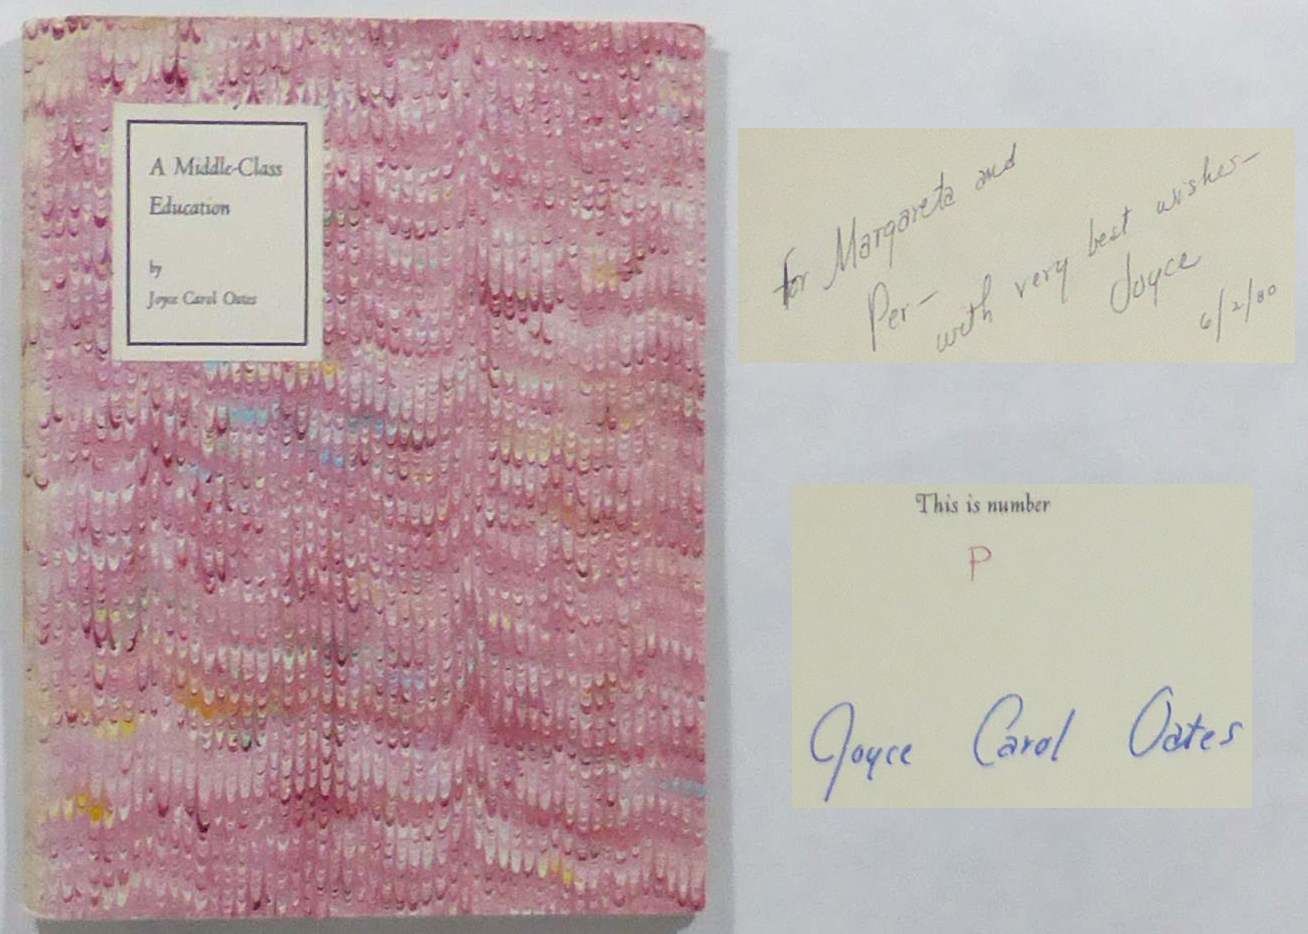 A Middle-Class
Education
by
Joyce Carol Oates
For Margareta and
Per—
with very best wishes—
Joyce
6/2/80
This is number
P
Joyce Carol Oates